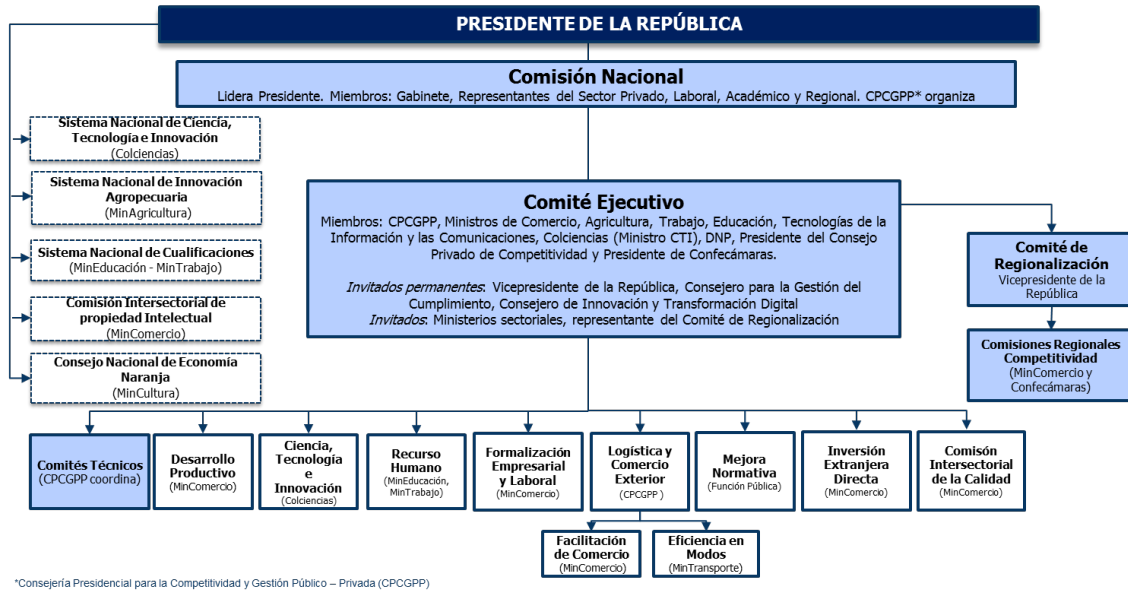 PRESIDENTE DE LA REPÚBLICA
Comisión Nacional
Lidera Presidente. Miembros: Gabinete, Representantes del Sector Privado, Laboral, Académico y Regional. CPCGPP* organiza
Sistema Nacional de Ciencia,
Tecnología e Innovación
(Colciencias)
Sistema Nacional de Innovación
Agropecuaria
(MinAgricultura)
Sistema Nacional de Cualificaciones
(MinEducación - MinTrabajo)
Comisión Intersectorial de
propiedad Intelectual
(MinComercio)
Consejo Nacional de Economía
Naranja
(MinCultura)
Comité Ejecutivo
Miembros: CPCGPP, Ministros de Comercio, Agricultura, Trabajo, Educación, Tecnologías de la
Información y las Comunicaciones, Colciencias (Ministro CTI), DNP, Presidente del Consejo
Privado de Competitividad y Presidente de Confecámaras.
Invitados permanentes: Vicepresidente de la República, Consejero para la Gestión del
Cumplimiento, Consejero de Innovación y Transformación Digital
Invitados: Ministerios sectoriales, representante del Comité de Regionalización
Comité de
Regionalización
Vicepresidente de la
República
Comisiones Regionales
Competitividad
(MinComercio y
Confecámaras)
Comités Técnicos
(CPCGPP coordina)
Desarrollo
Productivo
(MinComercio)
Ciencia,
Tecnología
e
Innovación
(Colciencias)
Recurso
Humano
(MinEducación,
MinTrabajo)
Formalización
Empresarial
y Laboral
(MinComercio)
Logística y
Comercio
Exterior
(CPCGPP )
Mejora
Normativa
(Función Pública)
Inversión
Extranjera
Directa
(MinComercio)
Comisón
Intersectorial
de la Calidad
(MinComercio)
Facilitación
de Comercio
(MinComercio)
Eficiencia en
Modos
(MinTransporte)
*Consejería Presidencial para la Competitividad y Gestión Público – Privada (CPCGPP)